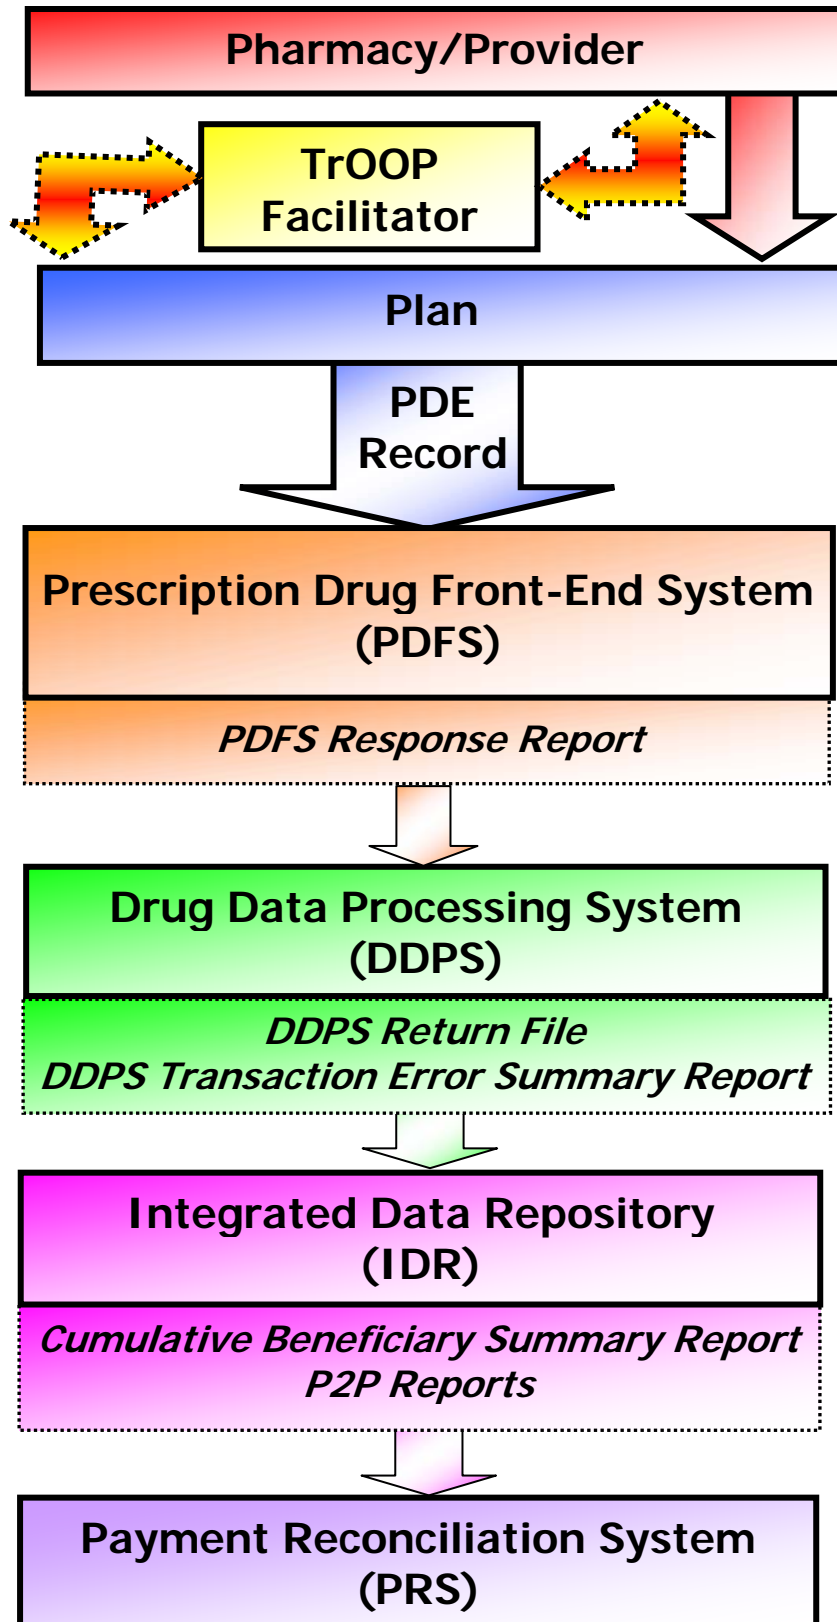 Pharmacy/Provider
TrOOP
Facilitator
Plan
PDE
Record
Prescription Drug Front-End System
(PDFS)
PDFS Response Report
Drug Data Processing System
(DDPS)
DDPS Return File
DDPS Transaction Error Summary Report
Integrated Data Repository
(IDR)
Cumulative Beneficiary Summary Report
P2P Reports
Payment Reconciliation System
(PRS)